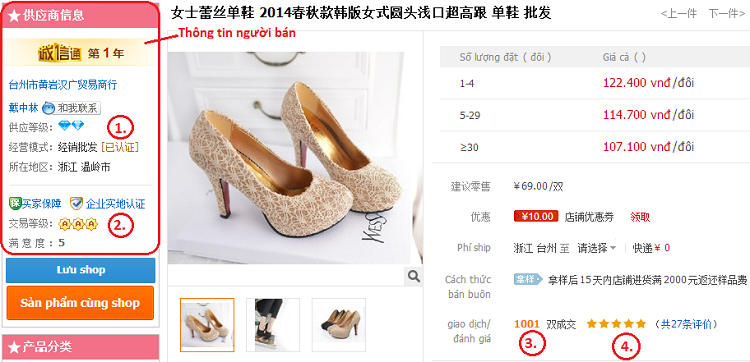 供应商信息
诚信通 第1年
台州市黄岩汉广贸易商行
戴中林 和我联系
供应等级：
经营模式： 经销批发 [已认证]
所在地区： 浙江 温岭市
1.
保 买家保障 企业实地认证
交易等级： A A A
满 意 度： 5
2.
Lưu shop
Sản phẩm cùng shop
产品分类
Thông tin người bán
女士蕾丝单鞋 2014春秋款韩版女式圆头浅口超高跟 单鞋 批发
<上一件 下一件>
WESS
Số lượng đặt ( đôi ) Giá cả ( )
1-4 122.400 vnđ/đôi
5-29 114.700 vnđ/đôi
≥30 107.100 vnđ/đôi
建议零售 ¥69.00/双
优惠 ¥10.00 店铺优惠券 领取
Phí ship 浙江 台州 至 请选择 快递 ¥ 0
Cách thức bán buôn 拿样 拿样后15天内店铺进货满2000元返还样品费
giao dịch/ đánh giá 1001 双成交 (共27条评价)
3. 4.